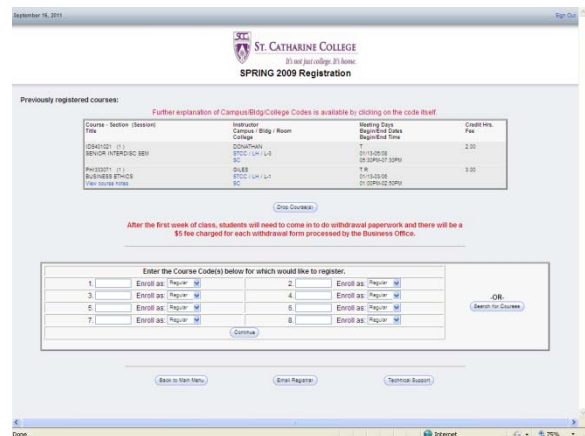 September 16, 2011 Sign Out
SCC
ST. CATHARINE COLLEGE
It's not just college. It's home.
SPRING 2009 Registration
Previously registered courses:
Further explanation of Campus/Bldg/College Codes is available by clicking on the code itself.
Course - Section (Session) Instructor Meeting Days Credit Hrs.
Title Campus / Bldg / Room Begin/End Dates Fee
College Begin/End Time
IDS401021 (1) DONATHAN T 2.00
SENIOR INTERDISC SEM STCC / LH / L-3 01/13-05/08
SC 05:30PM-07:30PM
PHI333071 (1) GILES T R 3.00
BUSINESS ETHICS STCC / LH / L-1 01/13-03/06
View course notes SC 01:00PM-02:50PM
Drop Course(s)
After the first week of class, students will need to come in to do withdrawal paperwork and there will be a
$5 fee charged for each withdrawal form processed by the Business Office.
Enter the Course Code(s) below for which would like to register.
1. Enroll as: Regular 2. Enroll as: Regular
3. Enroll as: Regular 4. Enroll as: Regular
-OR-
5. Enroll as: Regular 6. Enroll as: Regular
Search for Courses
7. Enroll as: Regular 8. Enroll as: Regular
Continue
Back to Main Menu Email Registrar Technical Support
Done Internet 75%